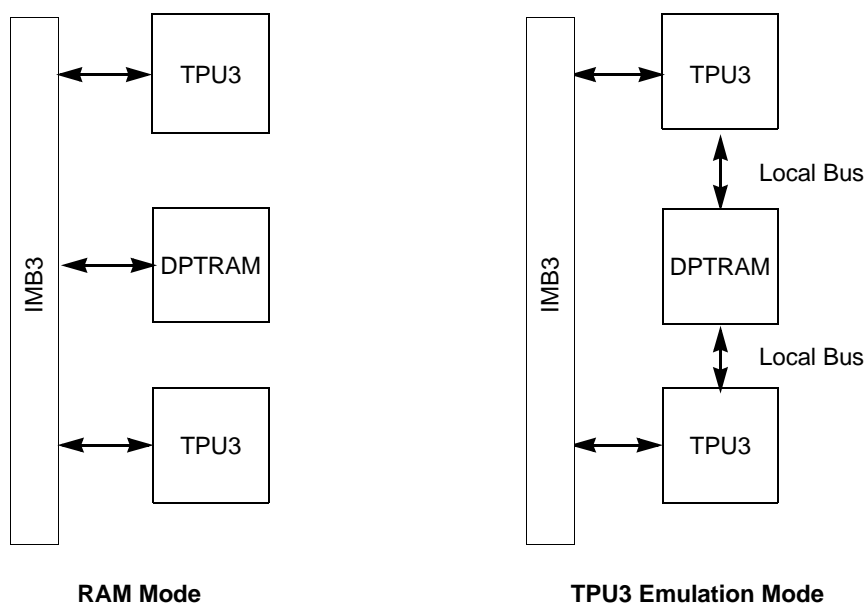 TPU3
IMB3
DPTRAM
TPU3
RAM Mode
TPU3
Local Bus
IMB3
DPTRAM
Local Bus
TPU3
TPU3 Emulation Mode